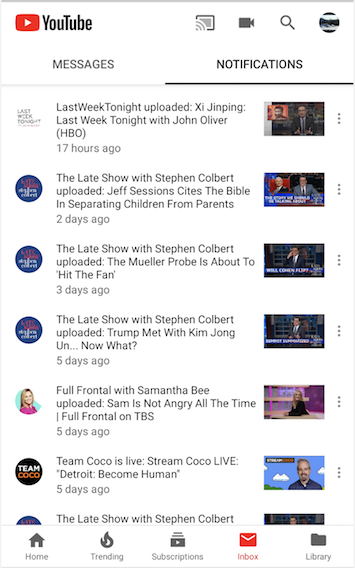 YouTube
MESSAGES
NOTIFICATIONS
LAST
WEEK
TONIGHT
LastWeekTonight uploaded: Xi Jinping:
Last Week Tonight with John Oliver
(HBO)
17 hours ago
The Late Show with Stephen Colbert
uploaded: Jeff Sessions Cites The Bible
In Separating Children From Parents
2 days ago
THE STORY WE SHOULD
BE TALKING ABOUT
The Late Show with Stephen Colbert
uploaded: The Mueller Probe Is About To
'Hit The Fan'
3 days ago
WILL COHEN FLIP?
The Late Show with Stephen Colbert
uploaded: Trump Met With Kim Jong
Un... Now What?
5 days ago
SUMMIT SUMMARIZED
Full Frontal with Samantha Bee
uploaded: Sam Is Not Angry All The Time
| Full Frontal on TBS
5 days ago
TEAM
COCO
Team Coco is live: Stream Coco LIVE:
"Detroit: Become Human"
5 days ago
STREAM
COCO
The Late Show with Stephen Colbert
Home
Trending
Subscriptions
Inbox
Library